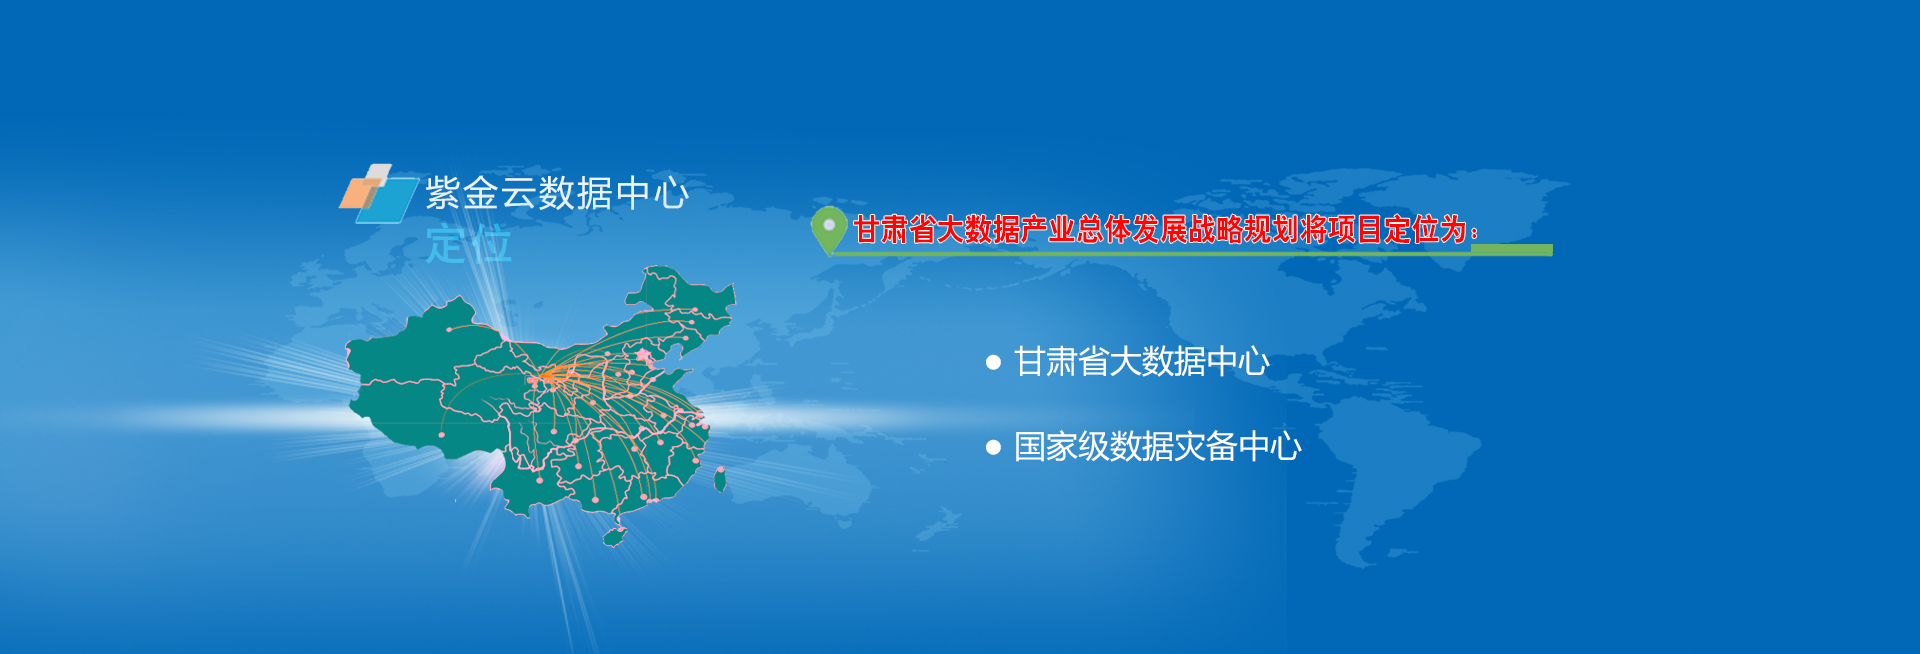 紫金云数据中心
定位
甘肃省大数据产业总体发展战略规划将项目定位为：
甘肃省大数据中心
国家级数据灾备中心